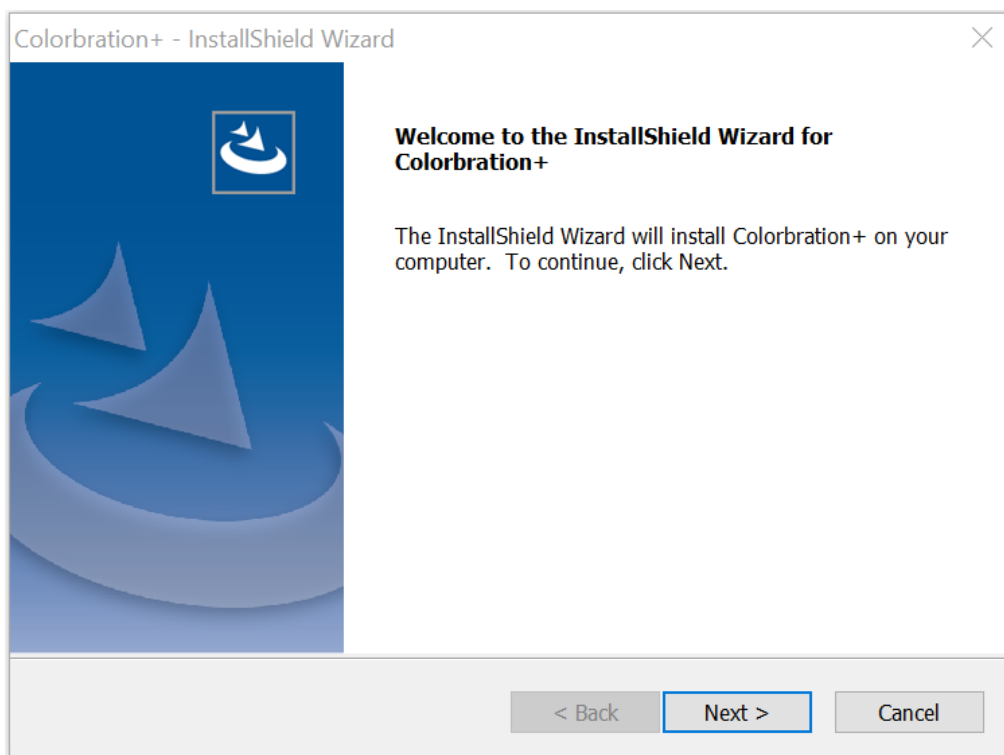 Colorbration+ - InstallShield Wizard
Welcome to the InstallShield Wizard for
Colorbration+
The InstallShield Wizard will install Colorbration+ on your
computer.  To continue, click Next.
< Back
Next >
Cancel